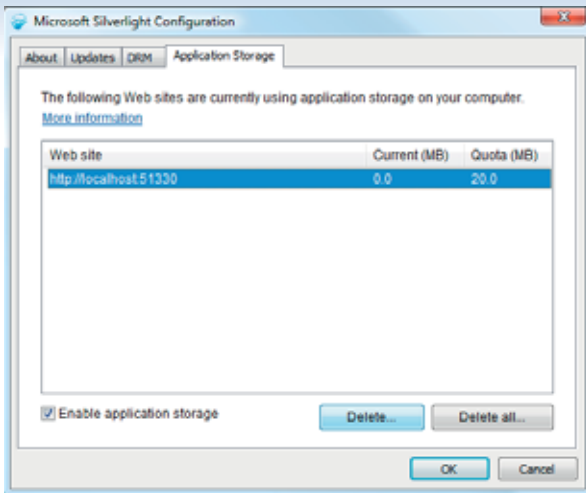 Microsoft Silverlight Configuration
About Updates DRM Application Storage
The following Web sites are currently using application storage on your computer.
More information
Web site Current (MB) Quota (MB)
http://localhost:51330 0.0 20.0
Enable application storage Delete... Delete all...
OK Cancel